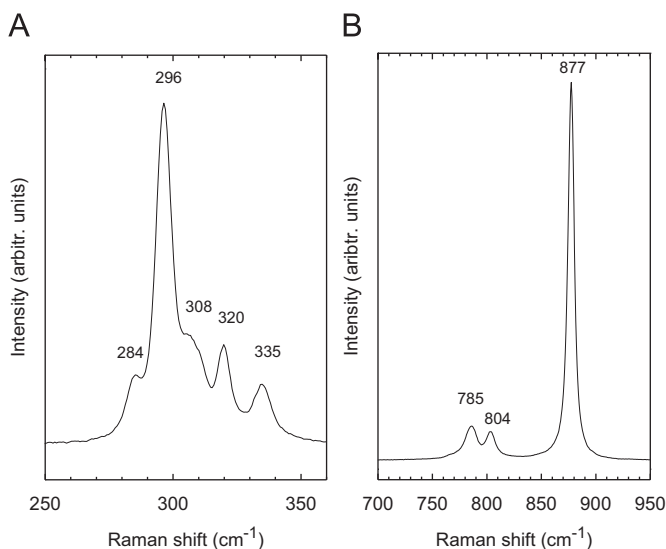 A
296
308
284
320
335
Intensity (arbitr. units)
250
300
350
Raman shift (cm-1)
B
877
785
804
Intensity (aribtr. units)
700
750
800
850
900
950
Raman shift (cm-1)